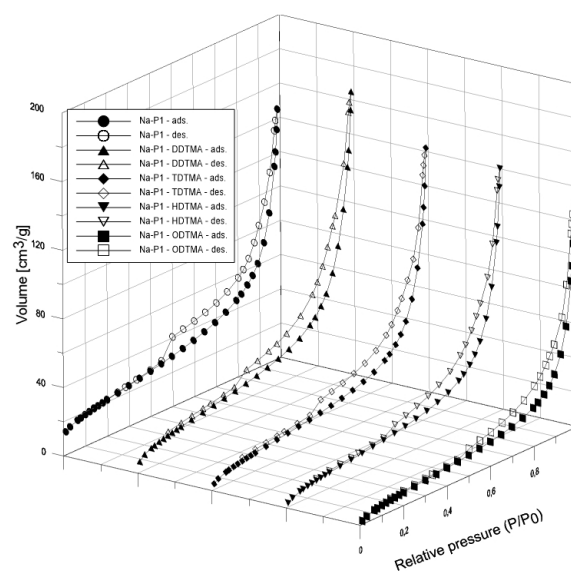 200
160
120
80
40
0
Volume [cm³/g]
Na-P1 - ads.
Na-P1 - des.
Na-P1 - DDTMA - ads.
Na-P1 - DDTMA - des.
Na-P1 - TDTMA - ads.
Na-P1 - TDTMA - des.
Na-P1 - HDTMA - ads.
Na-P1 - HDTMA - des.
Na-P1 - ODTMA - ads.
Na-P1 - ODTMA - des.
0
0,2
0,4
0,6
0,8
Relative pressure (P/P₀)